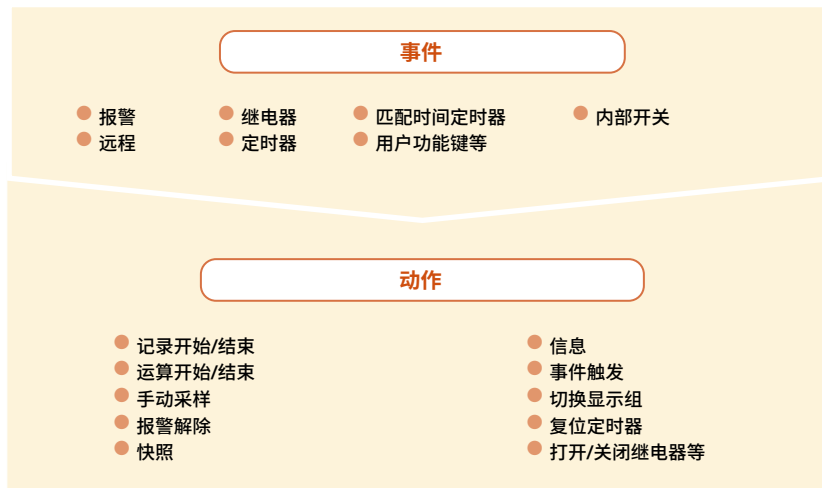 事件
报警
继电器
匹配时间定时器
内部开关
远程
定时器
用户功能键等
动作
记录开始/结束
运算开始/结束
手动采样
报警解除
快照
信息
事件触发
切换显示组
复位定时器
打开/关闭继电器等